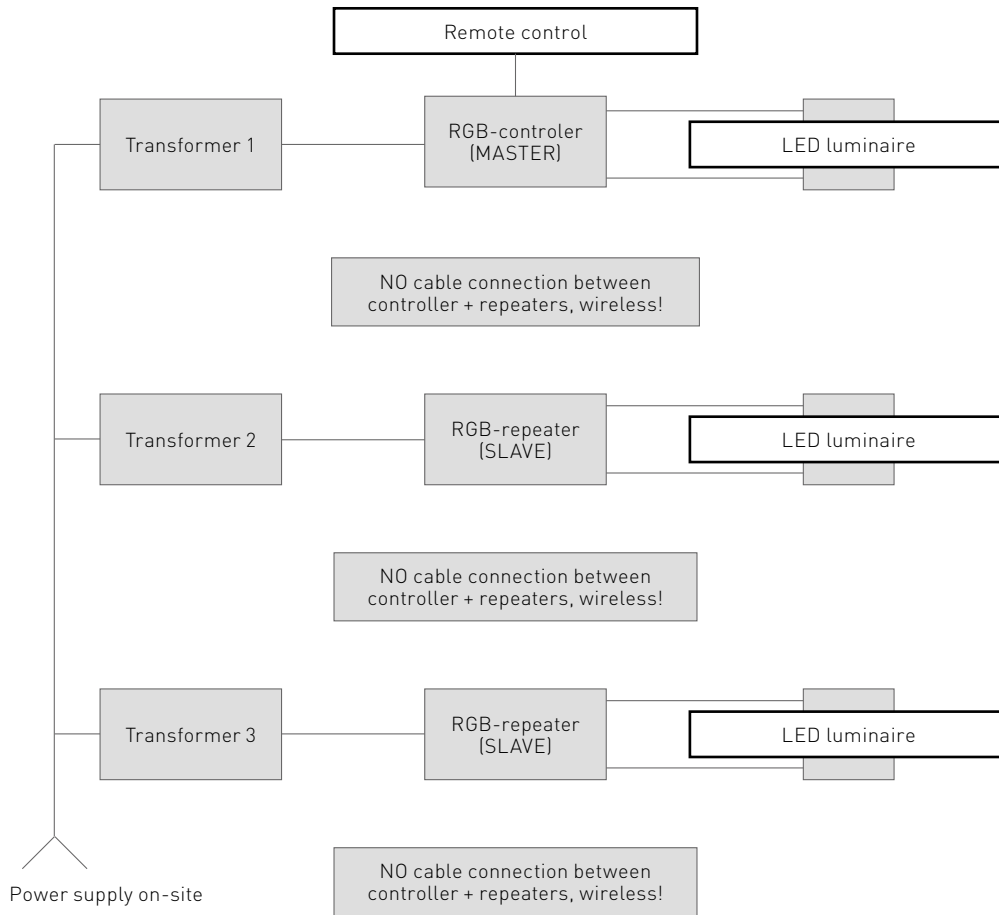 Remote control
Transformer 1
RGB-controler
(MASTER)
LED luminaire
NO cable connection between
controller + repeaters, wireless!
Transformer 2
RGB-repeater
(SLAVE)
LED luminaire
NO cable connection between
controller + repeaters, wireless!
Transformer 3
RGB-repeater
(SLAVE)
LED luminaire
NO cable connection between
controller + repeaters, wireless!
Power supply on-site